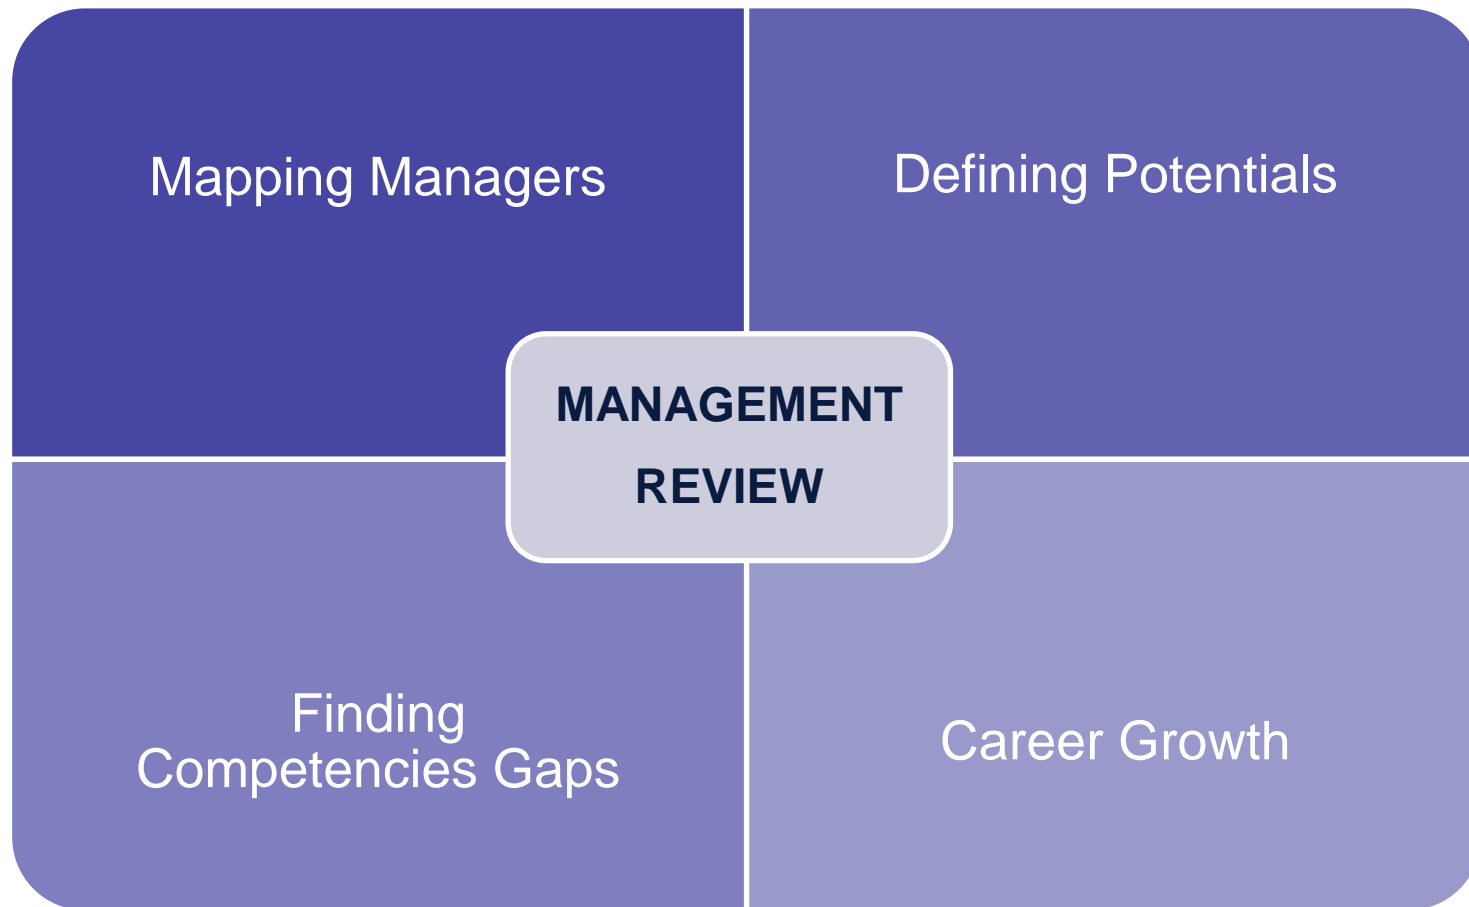 Mapping Managers
Defining Potentials
MANAGEMENT
REVIEW
Finding
Competencies Gaps
Career Growth